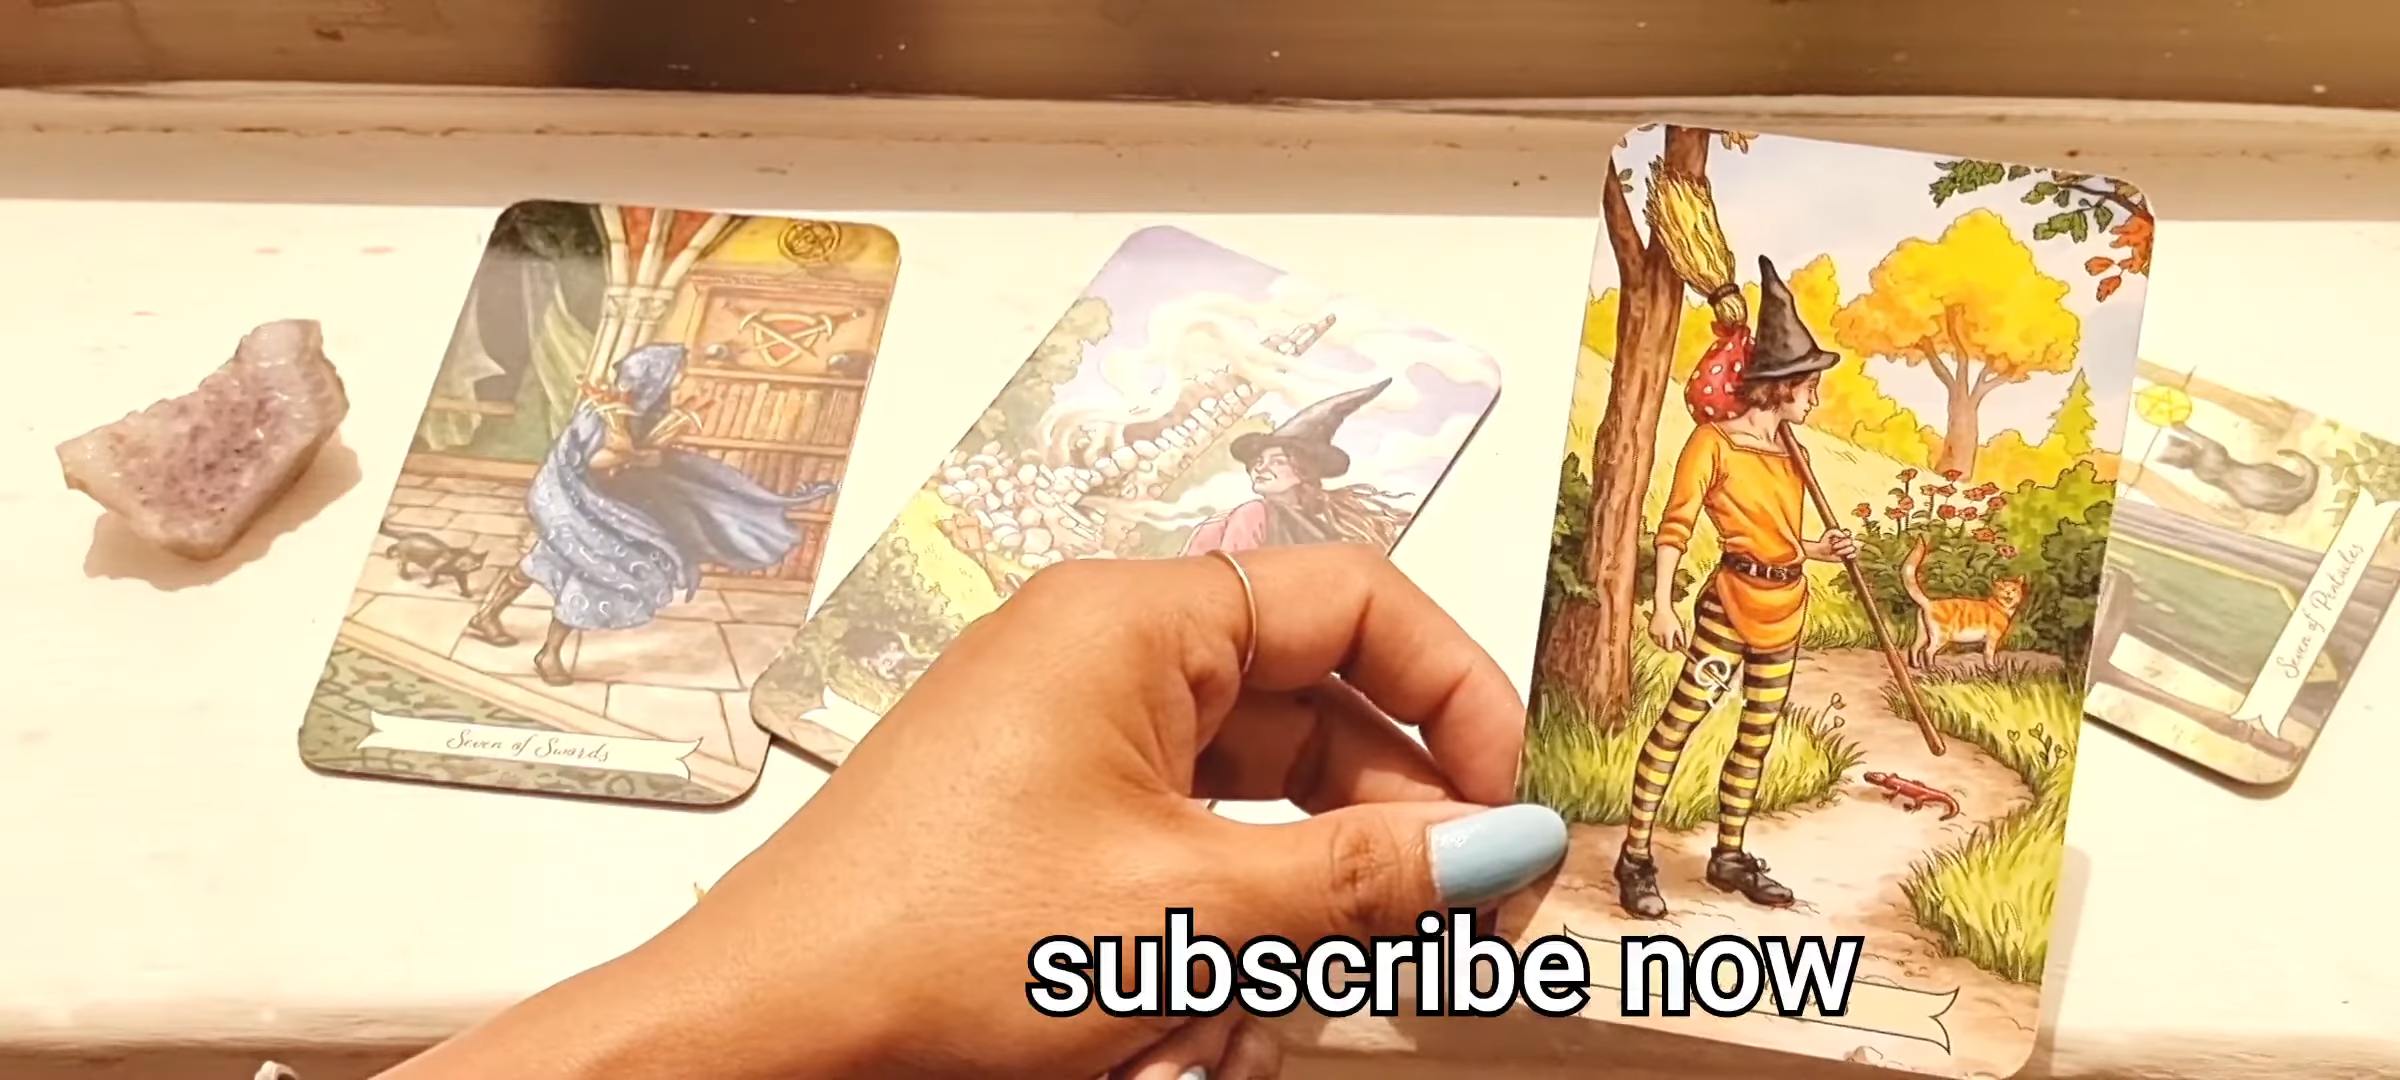 Seven of Swords
Seven of Pentacles
subscribe now